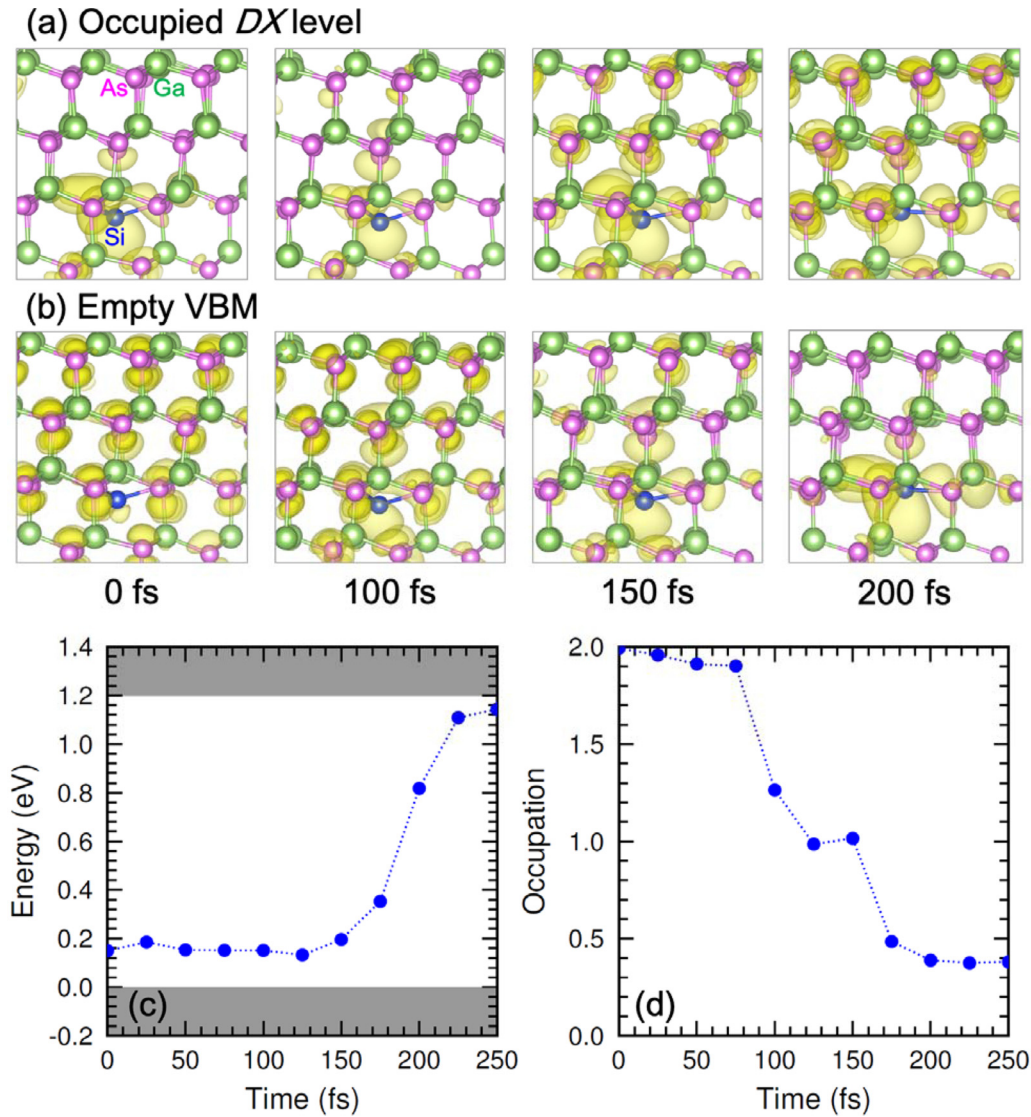 (a) Occupied DX level
As Ga
Si
(b) Empty VBM
0 fs 100 fs 150 fs 200 fs
1.4
1.2
1.0
0.8
0.6
0.4
0.2
0.0
-0.2
Energy (eV)
(c)
0 50 100 150 200 250
Time (fs)
2.0
1.5
1.0
0.5
0.0
Occupation
(d)
0 50 100 150 200 250
Time (fs)